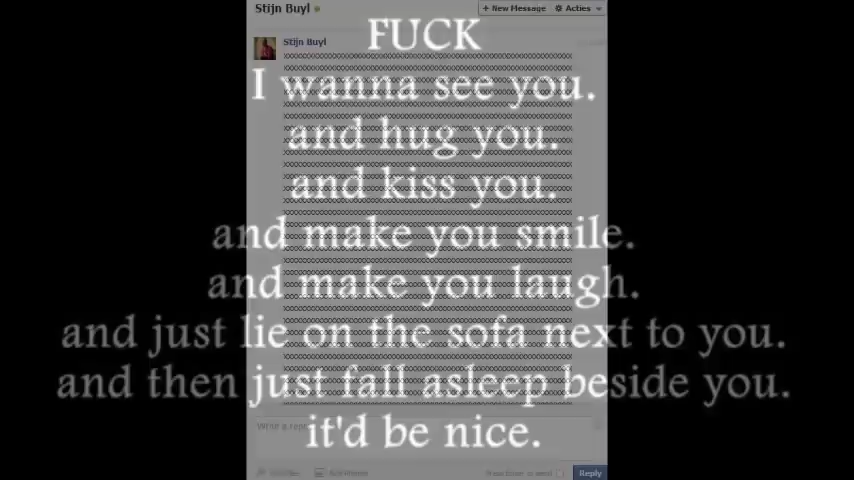 Stijn Buyl
+ New Message
Acties
Stijn Buyl
FUCK
I wanna see you.
and hug you.
and kiss you.
and make you smile.
and make you laugh.
and just lie on the sofa next to you.
and then just fall asleep beside you.
it'd be nice.
Write a reply
Reply